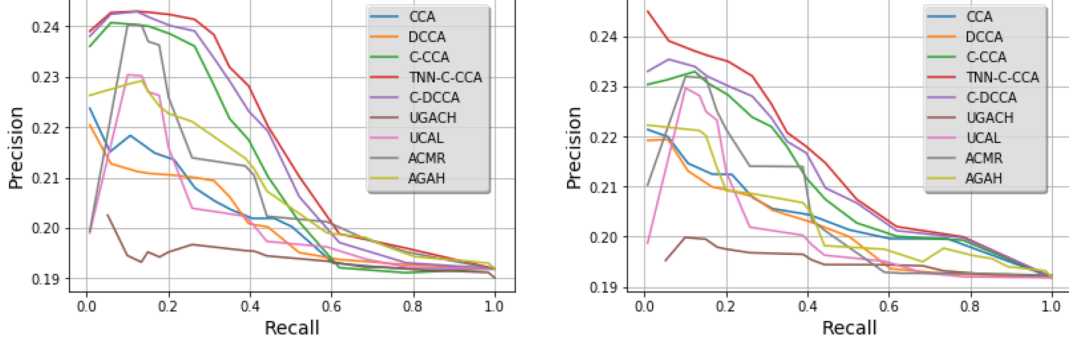 0.24
0.23
0.22
0.21
0.20
0.19
Precision
0.0
0.2
0.4
0.6
0.8
1.0
Recall
CCA
DCCA
C-CCA
TNN-C-CCA
C-DCCA
UGACH
UCAL
ACMR
AGAH
0.24
0.23
0.22
0.21
0.20
0.19
Precision
0.0
0.2
0.4
0.6
0.8
1.0
Recall
CCA
DCCA
C-CCA
TNN-C-CCA
C-DCCA
UGACH
UCAL
ACMR
AGAH